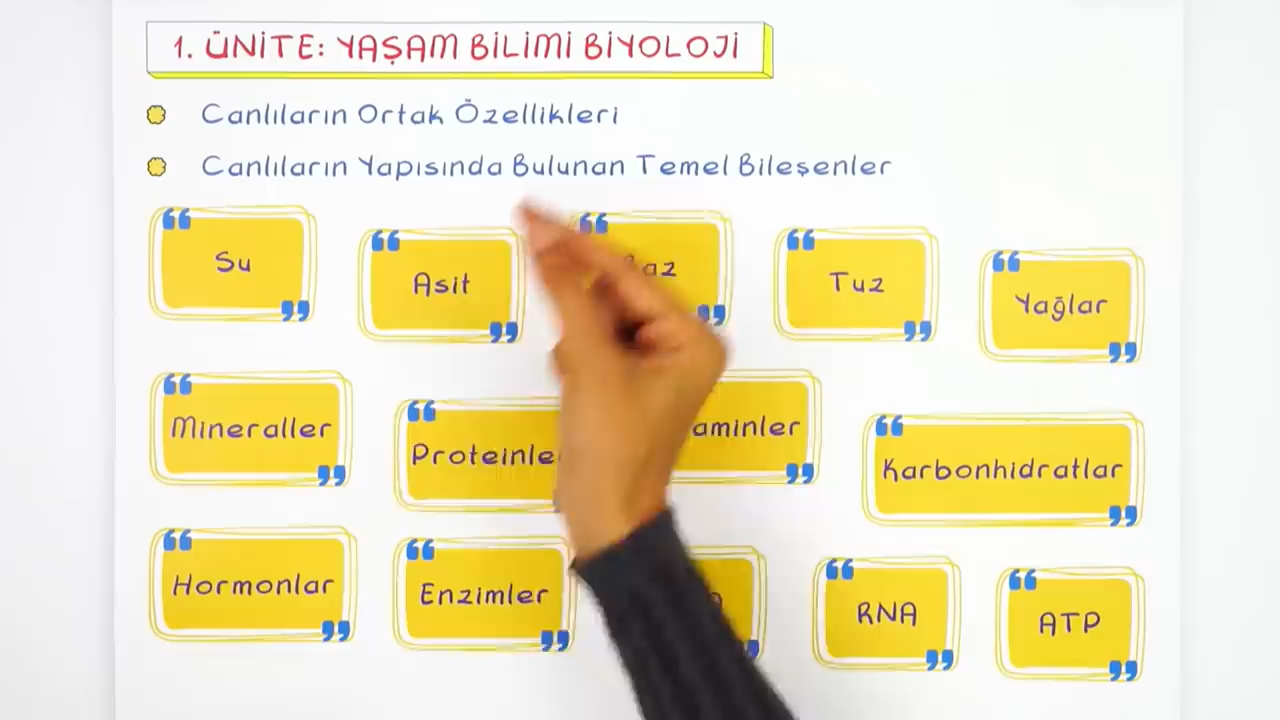 1. ÜNİTE: YAŞAM BİLİMİ BİYOLOJİ
Canlıların Ortak Özellikleri
Canlıların Yapısında Bulunan Temel Bileşenler
Su
Asit
Tuz
Yağlar
Mineraller
Karbonhidratlar
Hormonlar
Enzimler
RNA
ATP